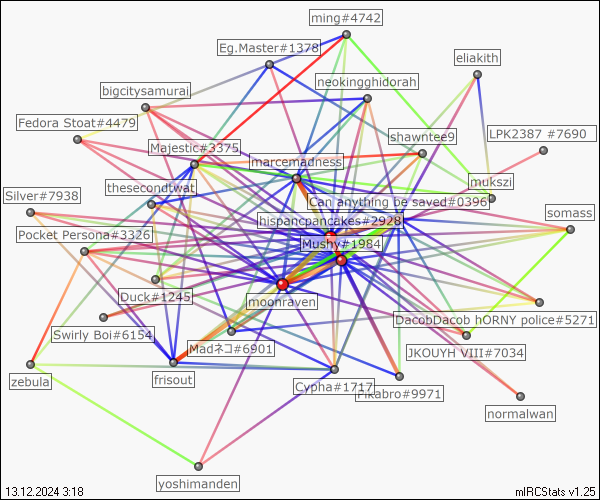 ming#4742
Eg.Master#1378
eliakith
neokingghidorah
bigcitysamurai
Fedora Stoat#4479
shawntee9
LPK2387 #7690
Majestic#3375
marcemadness
mukszi
thesecondtwat
Silver#7938
Can anything be saved#0396
hispancpancakes#2928
somass
Pocket Persona#3326
Mushy#1984
Duck#1245
moonraven
DacobDacob hORNY police#5271
Swirly Boi#6154
Madネコ#6901
JKOUYH VIII#7034
zebula
frisout
Cypha#1717
Pikabro#9971
normalwan
yoshimanden
13.12.2024 3:18
mIRCStats v1.25